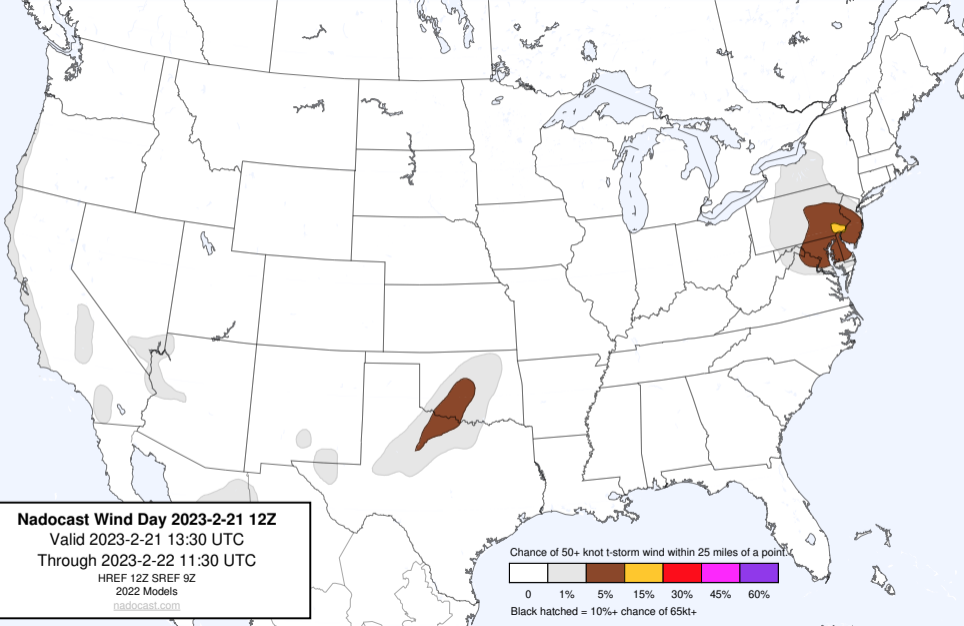 Nadocast Wind Day 2023-2-21 12Z
Valid 2023-2-21 13:30 UTC
Through 2023-2-22 11:30 UTC
HREF 12Z SREF 9Z
2022 Models
nadocast.com
Chance of 50+ knot t-storm wind within 25 miles of a point.
0 1% 5% 15% 30% 45% 60%
Black hatched = 10%+ chance of 65kt+